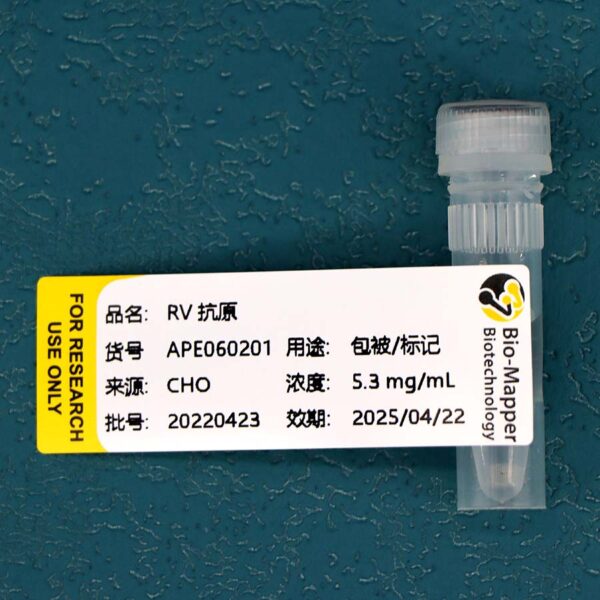 FOR RESEARCH
USE ONLY
品名: RV 抗原
货号 APE060201 用途: 包被/标记
来源: CHO 浓度: 5.3 mg/mL
批号: 20220423 效期: 2025/04/22
Bio-Mapper
Biotechnology